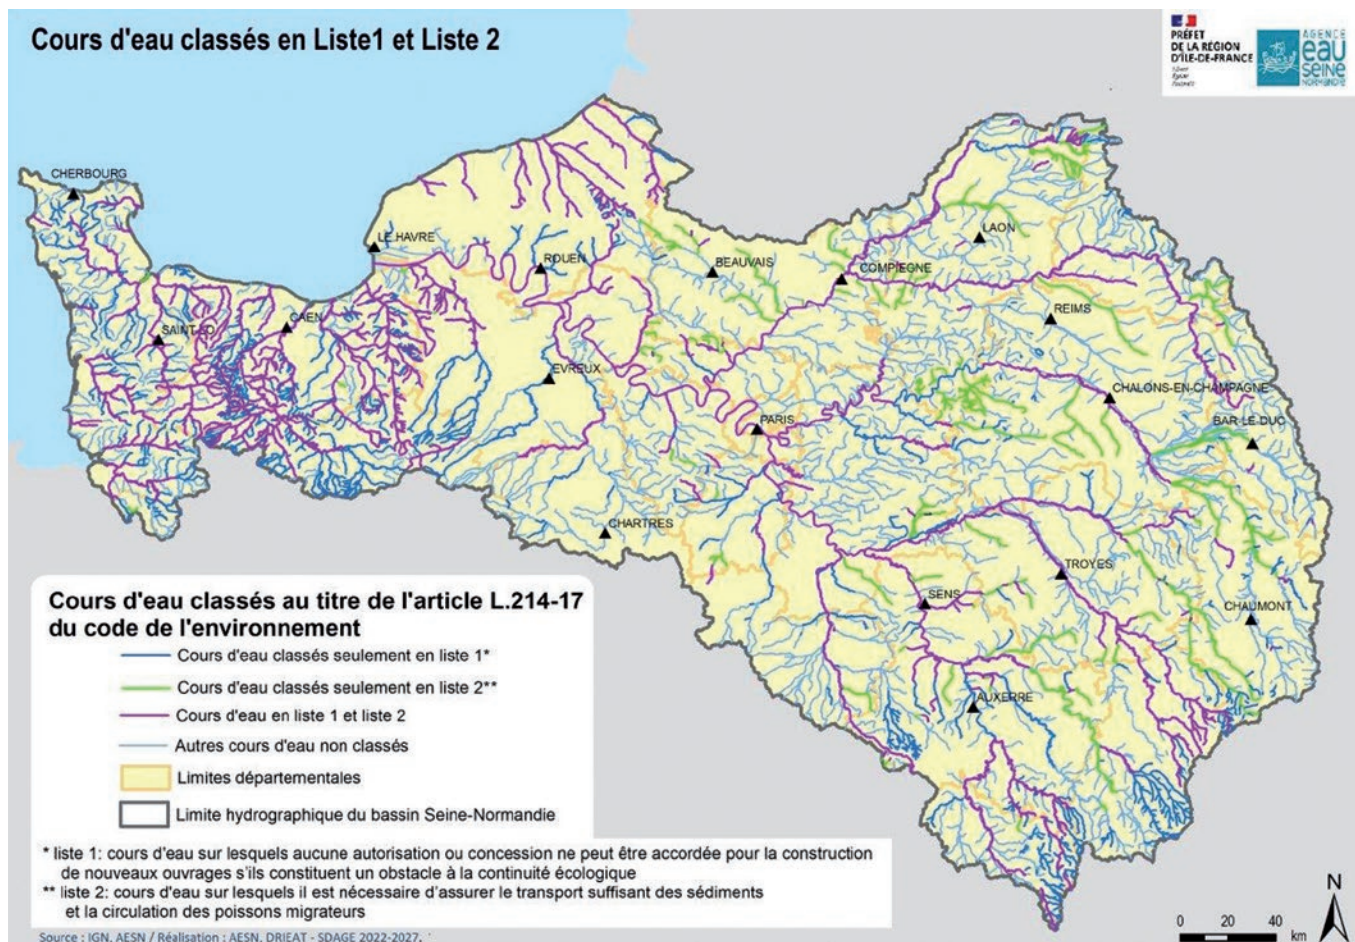 Cours d'eau classés en Liste1 et Liste 2
PRÉFET
DE LA RÉGION
D'ÎLE-DE-FRANCE
AGENCE
eau
SEINE
NORMANDIE
CHERBOURG
LE HAVRE
ROUEN
BEAUVAIS
COMPIEGNE
LAON
REIMS
SAINT-LO
CAEN
EVREUX
PARIS
CHALONS-EN-CHAMPAGNE
BAR-LE-DUC
CHARTRES
TROYES
SENS
CHAUMONT
AUXERRE
Cours d'eau classés au titre de l'article L.214-17
du code de l'environnement
Cours d'eau classés seulement en liste 1*
Cours d'eau classés seulement en liste 2**
Cours d'eau en liste 1 et liste 2
Autres cours d'eau non classés
Limites départementales
Limite hydrographique du bassin Seine-Normandie
* liste 1: cours d'eau sur lesquels aucune autorisation ou concession ne peut être accordée pour la construction
de nouveaux ouvrages s'ils constituent un obstacle à la continuité écologique
** liste 2: cours d'eau sur lesquels il est nécessaire d'assurer le transport suffisant des sédiments
et la circulation des poissons migrateurs
Source : IGN, AESN / Réalisation : AESN, DRIEAT - SDAGE 2022-2027.
N
0 20 40
km